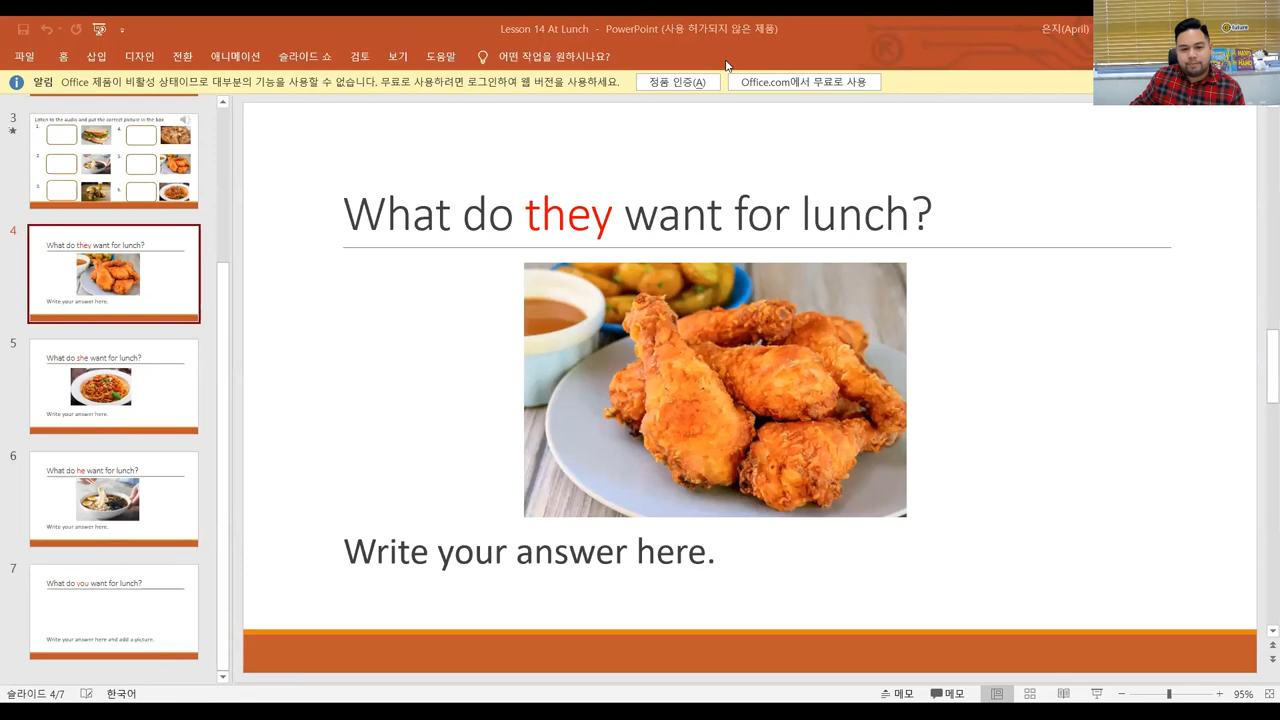 Lesson 14 At Lunch - PowerPoint (사용 허가되지 않은 제품)
은지(April)
파일 홈 삽입 디자인 전환 애니메이션 슬라이드 쇼 검토 보기 도움말 어떤 작업을 원하시나요?
알림 Office 제품이 비활성 상태이므로 대부분의 기능을 사용할 수 없습니다. 무료로 사용하려면 로그인하여 웹 버전을 사용하세요. 정품 인증(A) Office.com에서 무료로 사용
3
Listen to the audio and put the correct picture in the box
1.
4.
2.
3.
4
What do they want for lunch?
Write your answer here.
5
What do she want for lunch?
Write your answer here.
6
What do he want for lunch?
Write your answer here.
7
What do you want for lunch?
Write your answer here and add a picture.
What do they want for lunch?
Write your answer here.
슬라이드 4/7 한국어 메모 메모 95%